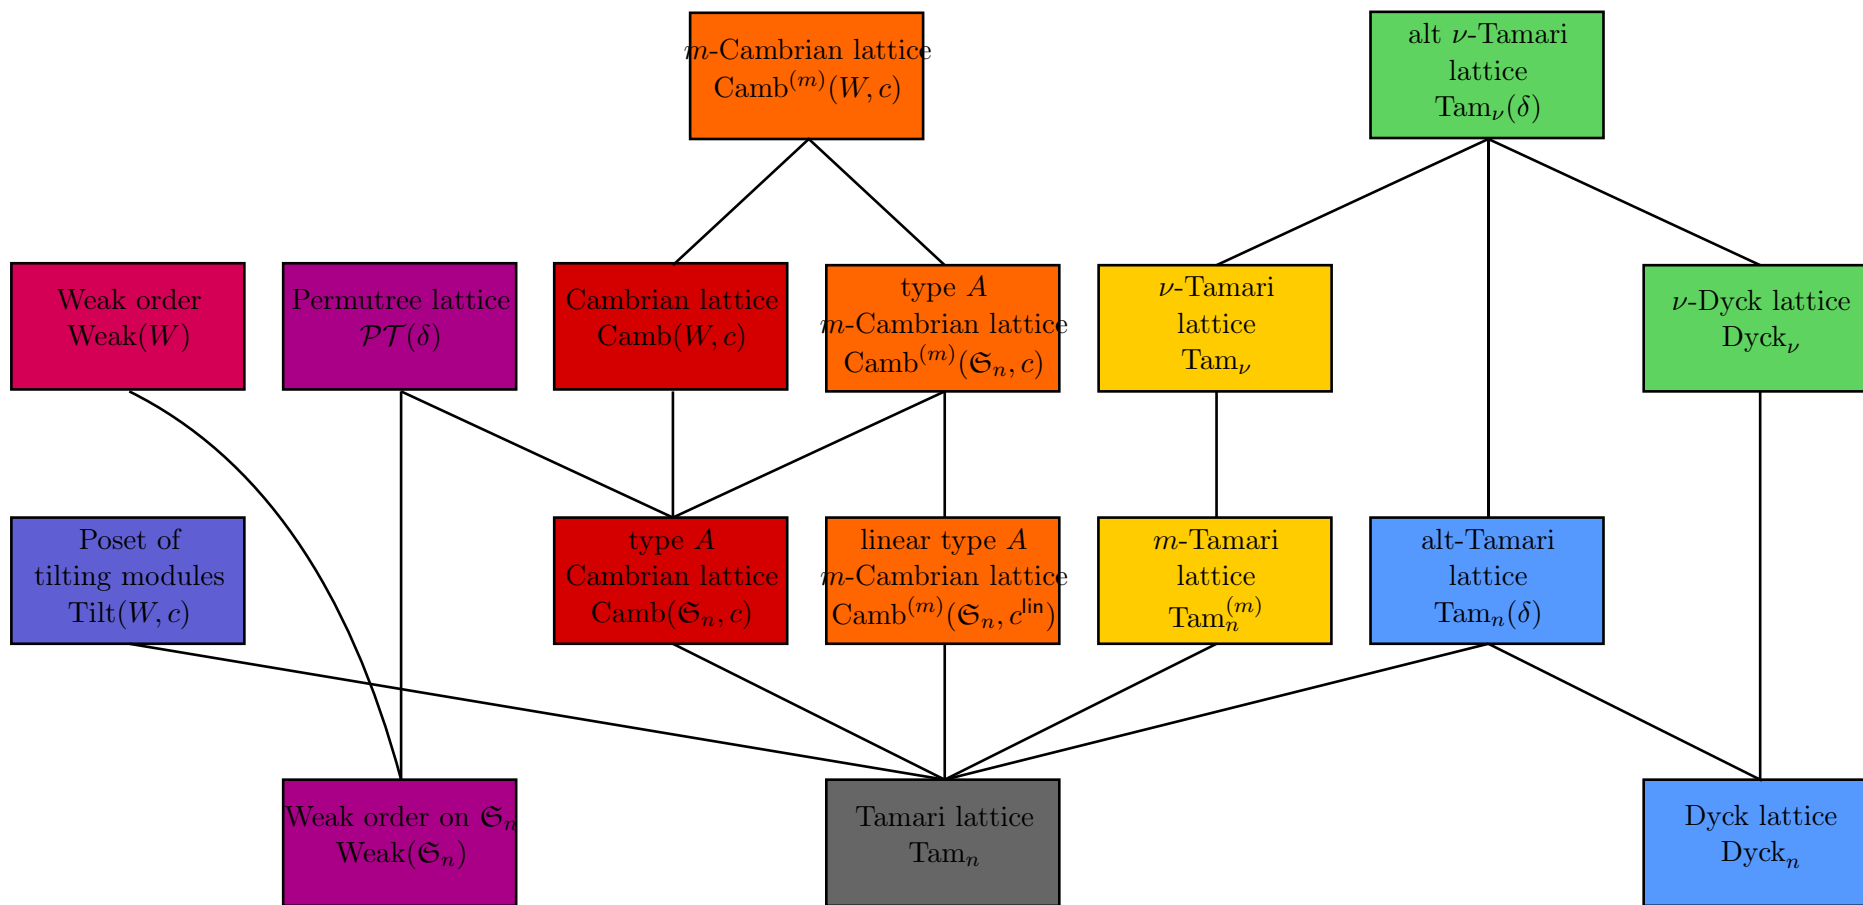 m-Cambrian lattice
Camb^{(m)}(W, c)
alt ν-Tamari
lattice
Tam_ν(δ)
Weak order
Weak(W)
Permutree lattice
𝒫𝒯(δ)
Cambrian lattice
Camb(W, c)
type A
m-Cambrian lattice
Camb^{(m)}(𝔖_n, c)
ν-Tamari
lattice
Tam_ν
ν-Dyck lattice
Dyck_ν
Poset of
tilting modules
Tilt(W, c)
type A
Cambrian lattice
Camb(𝔖_n, c)
linear type A
m-Cambrian lattice
Camb^{(m)}(𝔖_n, c^{lin})
m-Tamari
lattice
Tam_n^{(m)}
alt-Tamari
lattice
Tam_n(δ)
Weak order on 𝔖_n
Weak(𝔖_n)
Tamari lattice
Tam_n
Dyck lattice
Dyck_n